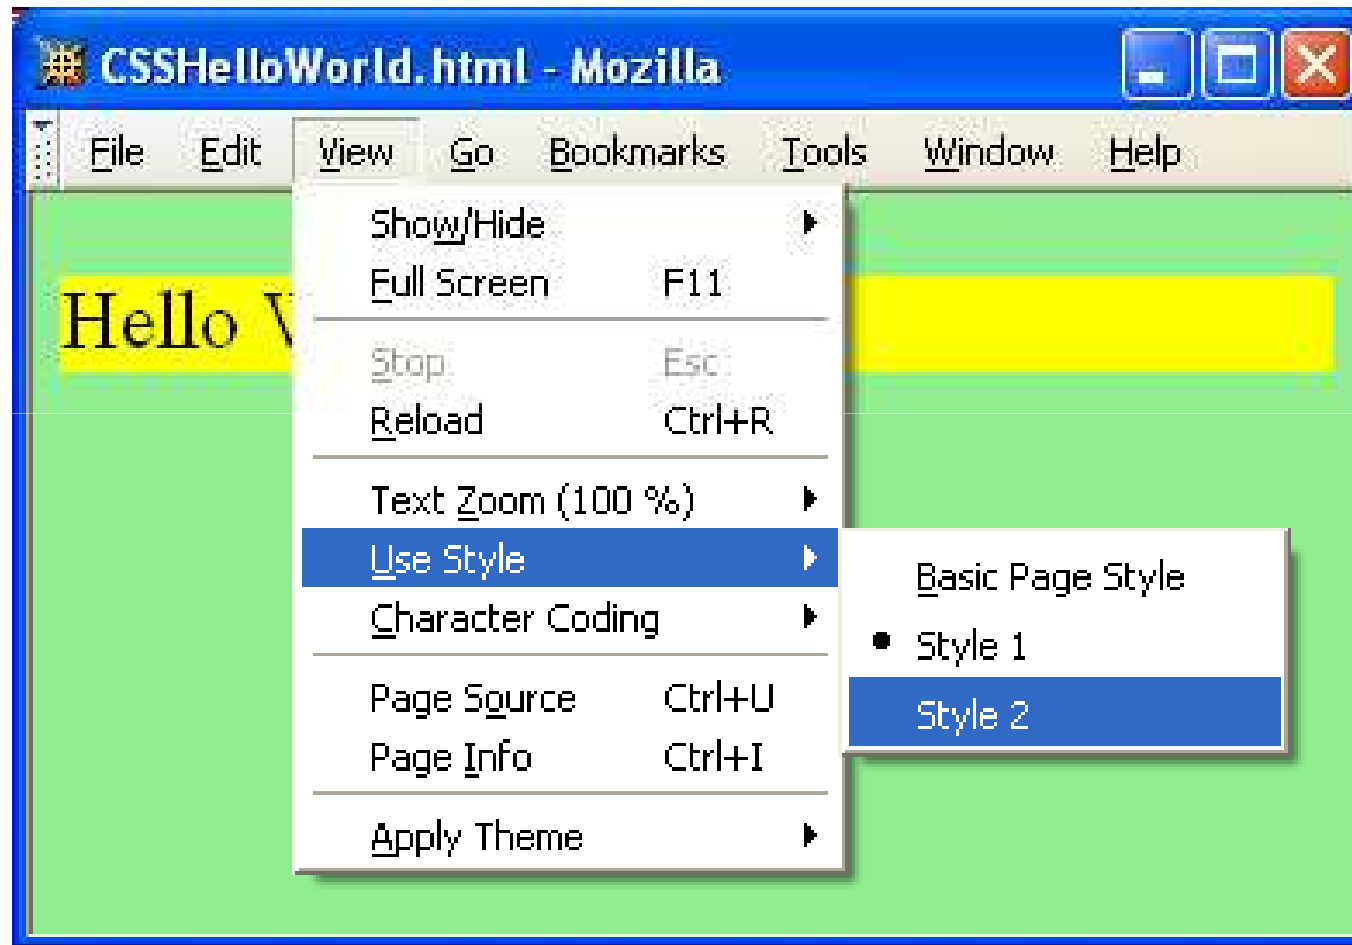 CSSHelloWorld.html - Mozilla
File Edit View Go Bookmarks Tools Window Help
Show/Hide
Full Screen F11
Hello
Stop Esc
Reload Ctrl+R
Text Zoom (100 %)
Use Style
Basic Page Style
Character Coding
Style 1
Page Source Ctrl+U
Style 2
Page Info Ctrl+I
Apply Theme